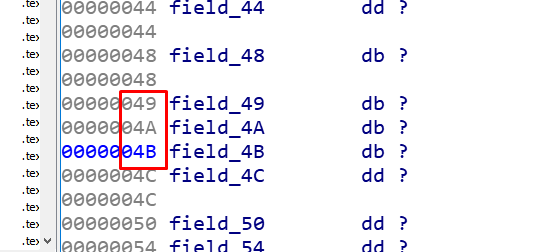 .tex
00000044 field_44 dd ?
.tex
00000044
.tex
00000048 field_48 db ?
.tex
00000048
.tex
00000049 field_49 db ?
.tex
0000004A field_4A db ?
.tex
0000004B field_4B db ?
.tex
0000004C field_4C dd ?
.tex
0000004C
.tex
00000050 field_50 dd ?
.tex
00000054 field_54 dd ?